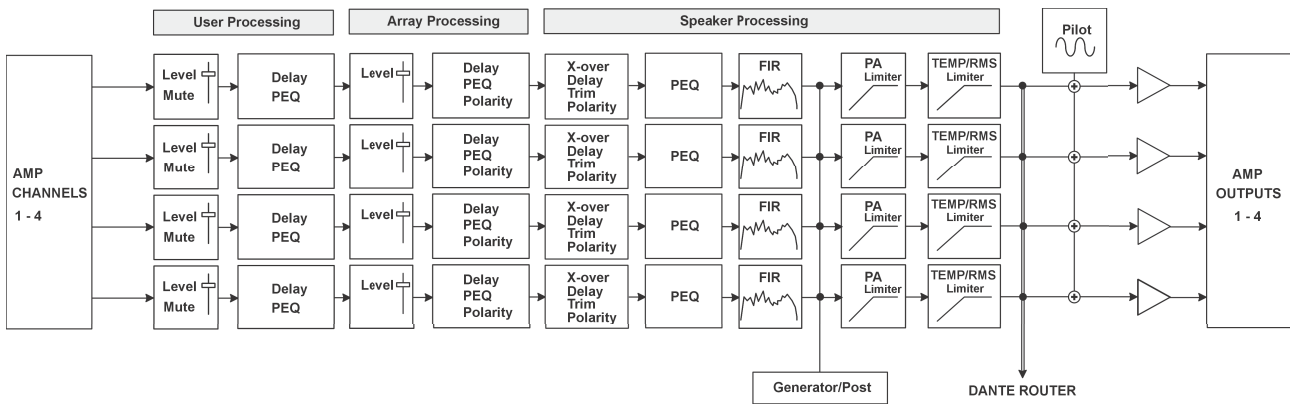 User Processing
Array Processing
Speaker Processing
Pilot
AMP
CHANNELS
1 - 4
Level
Mute
Delay
PEQ
Level
Delay
PEQ
Polarity
X-over
Delay
Trim
Polarity
PEQ
FIR
PA
Limiter
TEMP/RMS
Limiter
Level
Mute
Delay
PEQ
Level
Delay
PEQ
Polarity
X-over
Delay
Trim
Polarity
PEQ
FIR
PA
Limiter
TEMP/RMS
Limiter
Level
Mute
Delay
PEQ
Level
Delay
PEQ
Polarity
X-over
Delay
Trim
Polarity
PEQ
FIR
PA
Limiter
TEMP/RMS
Limiter
Level
Mute
Delay
PEQ
Level
Delay
PEQ
Polarity
X-over
Delay
Trim
Polarity
PEQ
FIR
PA
Limiter
TEMP/RMS
Limiter
AMP
OUTPUTS
1 - 4
Generator/Post
DANTE ROUTER